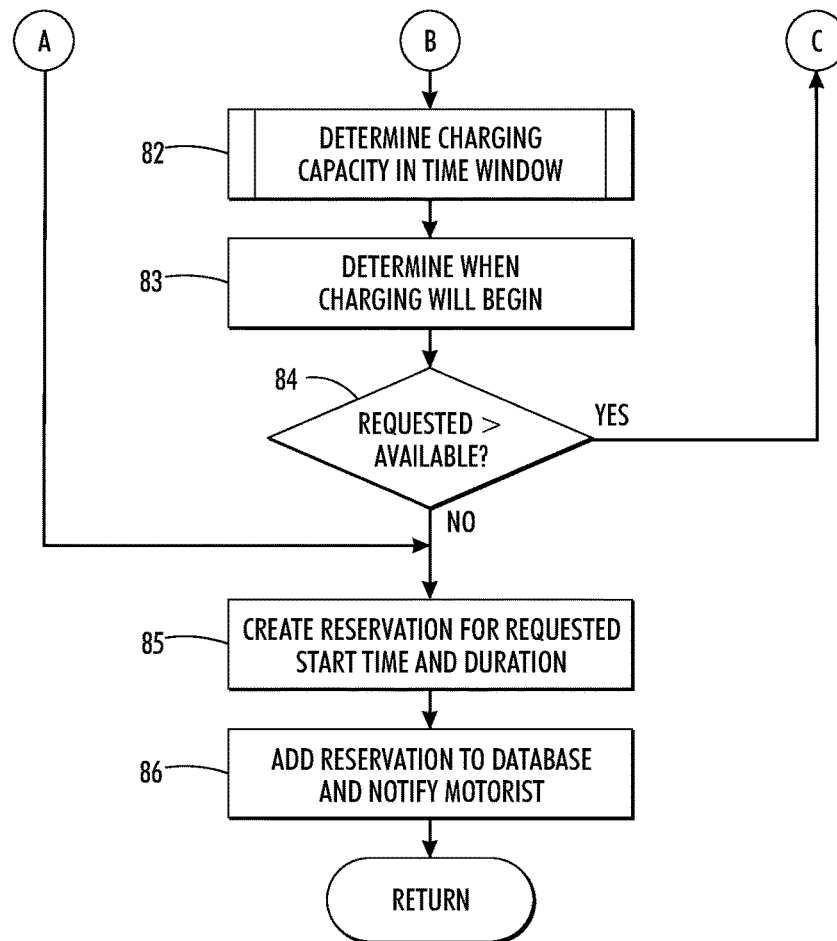 A
B
C
82
DETERMINE CHARGING
CAPACITY IN TIME WINDOW
83
DETERMINE WHEN
CHARGING WILL BEGIN
84
REQUESTED >
AVAILABLE?
YES
NO
85
CREATE RESERVATION FOR REQUESTED
START TIME AND DURATION
86
ADD RESERVATION TO DATABASE
AND NOTIFY MOTORIST
RETURN